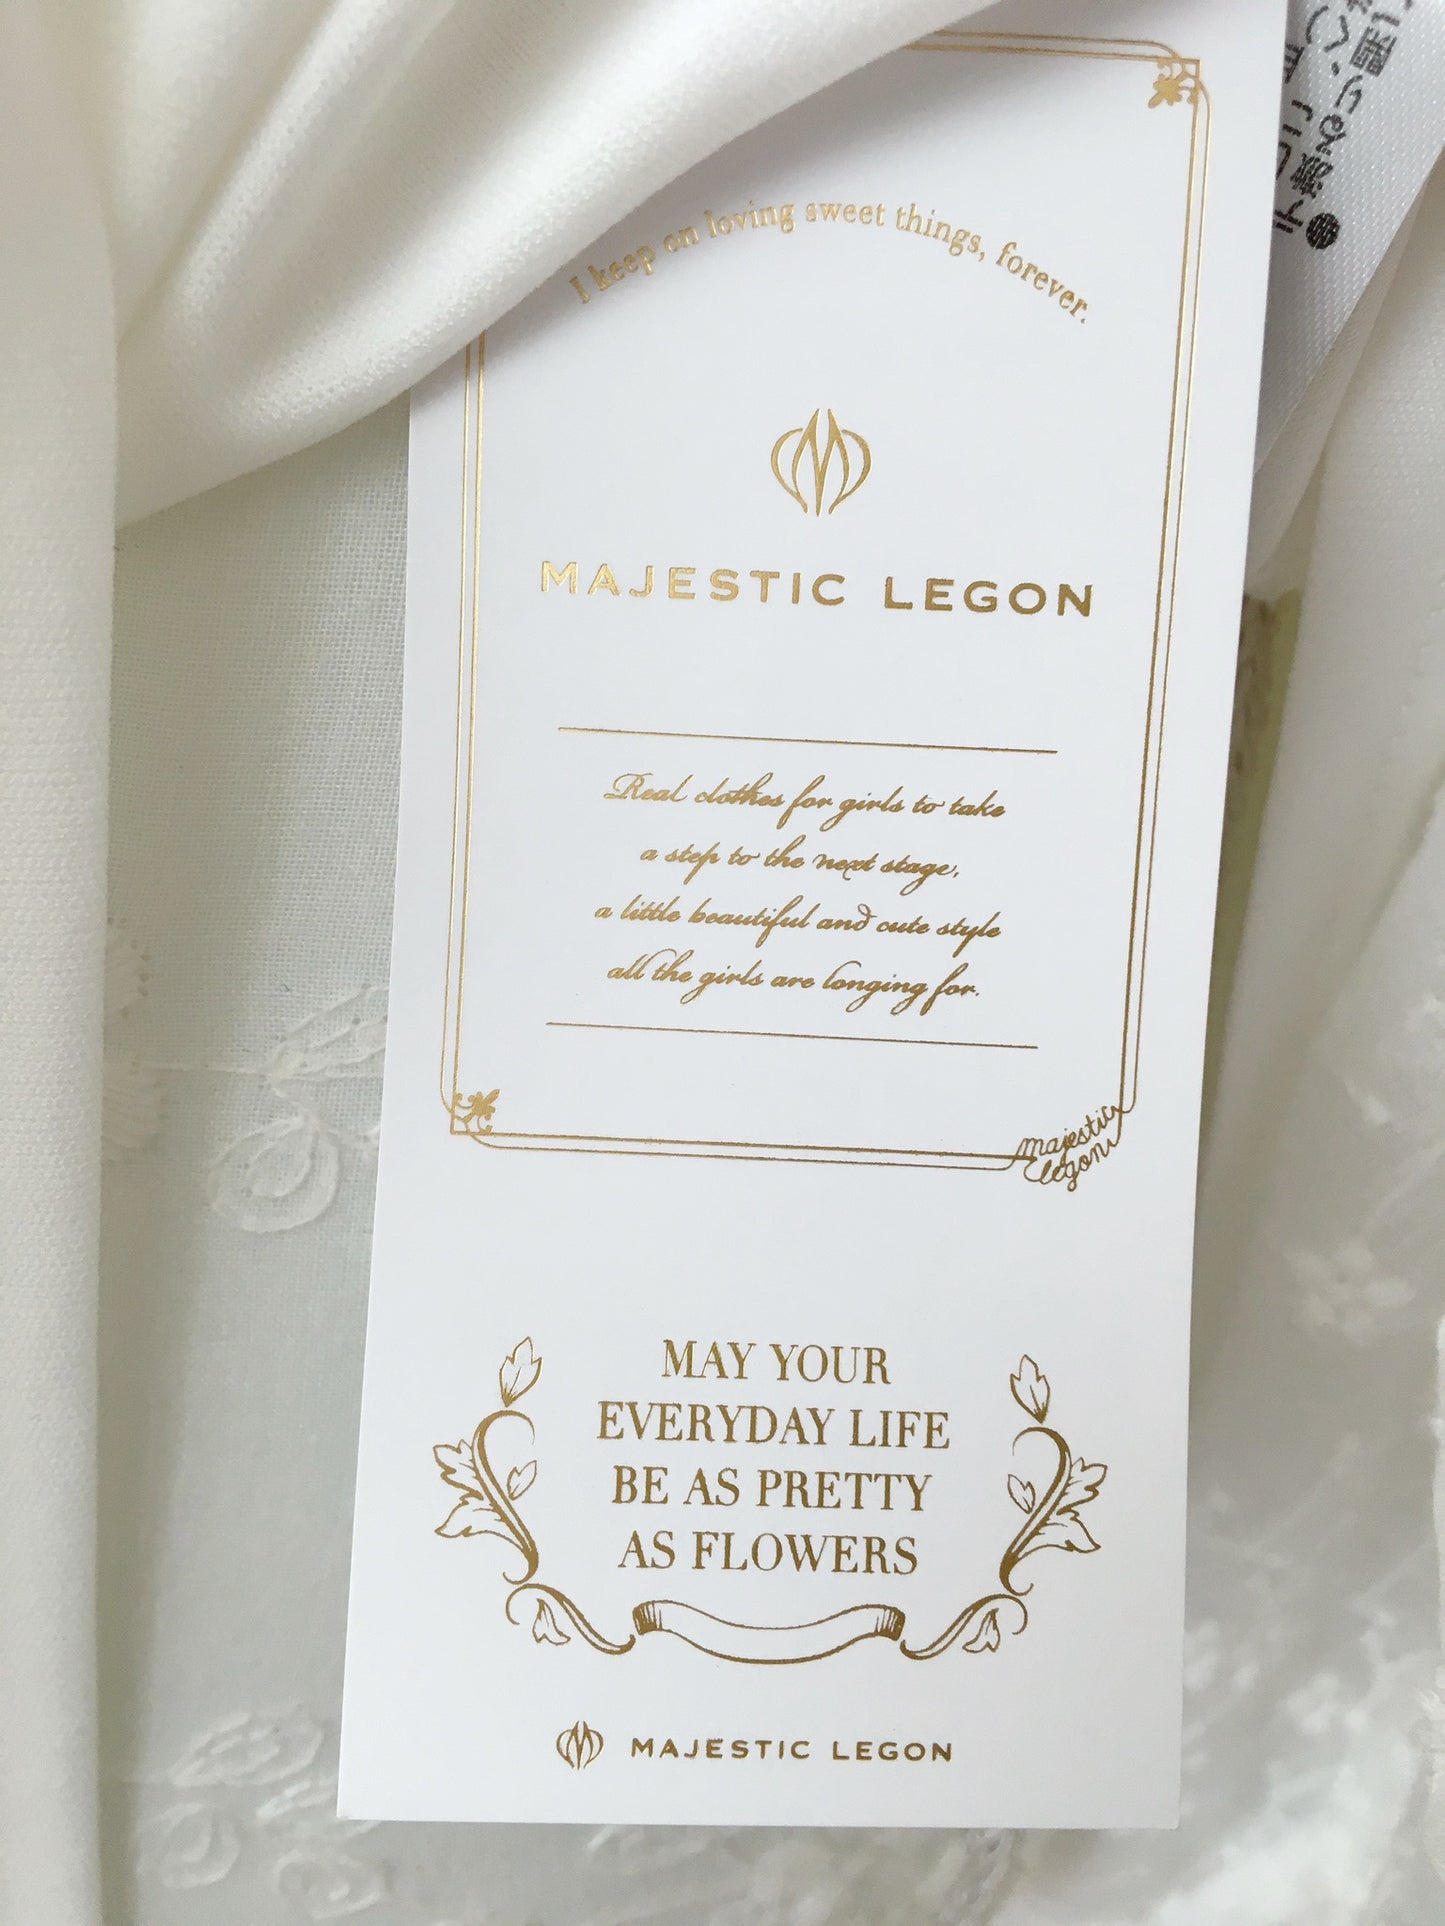 I keep on loving sweet things, forever.
MAJESTIC LEGON
Real clothes for girls to take
a step to the next stage,
a little beautiful and cute style
all the girls are longing for.
majestic
legon
MAY YOUR
EVERYDAY LIFE
BE AS PRETTY
AS FLOWERS
MAJESTIC LEGON